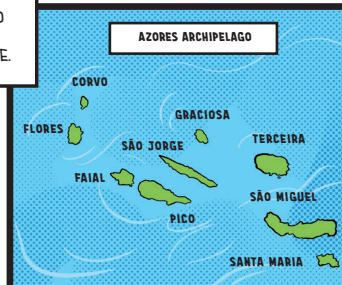 O
E.
AZORES ARCHIPELAGO
CORVO
FLORES
GRACIOSA
SÃO JORGE
TERCEIRA
FAIAL
SÃO MIGUEL
PICO
SANTA MARIA